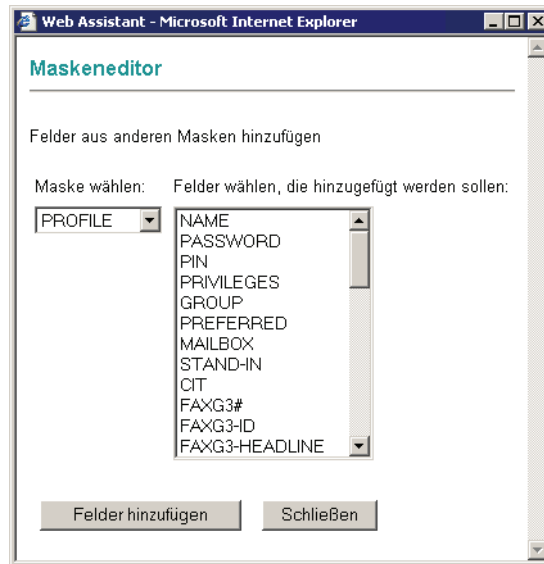 Web Assistant - Microsoft Internet Explorer
Maskeneditor
Felder aus anderen Masken hinzufügen
Maske wählen: Felder wählen, die hinzugefügt werden sollen:
PROFILE
NAME
PASSWORD
PIN
PRIVILEGES
GROUP
PREFERRED
MAILBOX
STAND-IN
CIT
FAXG3#
FAXG3-ID
FAXG3-HEADLINE
Felder hinzufügen Schließen